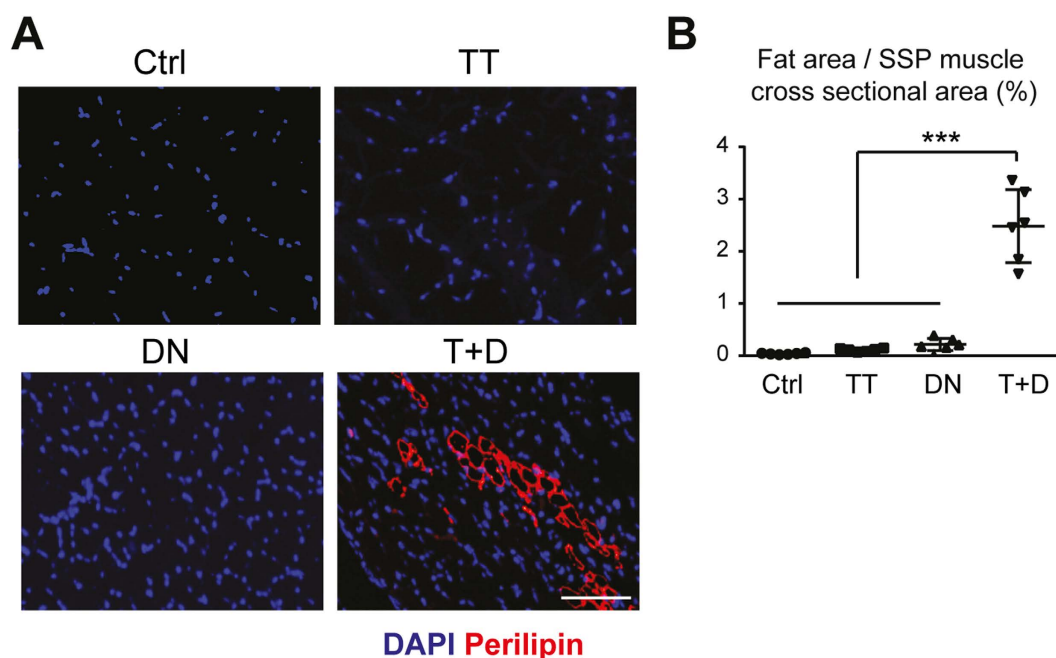 A
Ctrl
TT
DN
T+D
DAPI Perilipin
B
Fat area / SSP muscle
cross sectional area (%)
***
4
3
2
1
0
Ctrl
TT
DN
T+D